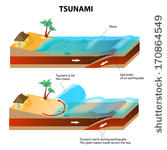 TSUNAMI
Wave
Epicenter
of an earthquake
Tsunami is hit
the coasts
Tsunami starts during earthquake
The giant waves travel across the sea
170864549